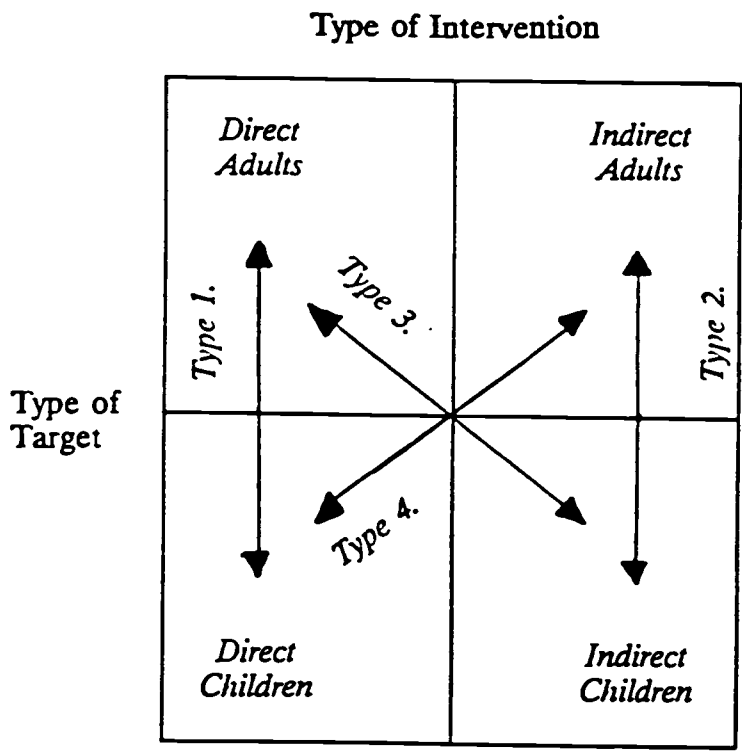 Type of Intervention
Direct
Adults
Indirect
Adults
Type 1.
Type 3.
Type 2.
Type of
Target
Type 4.
Direct
Children
Indirect
Children